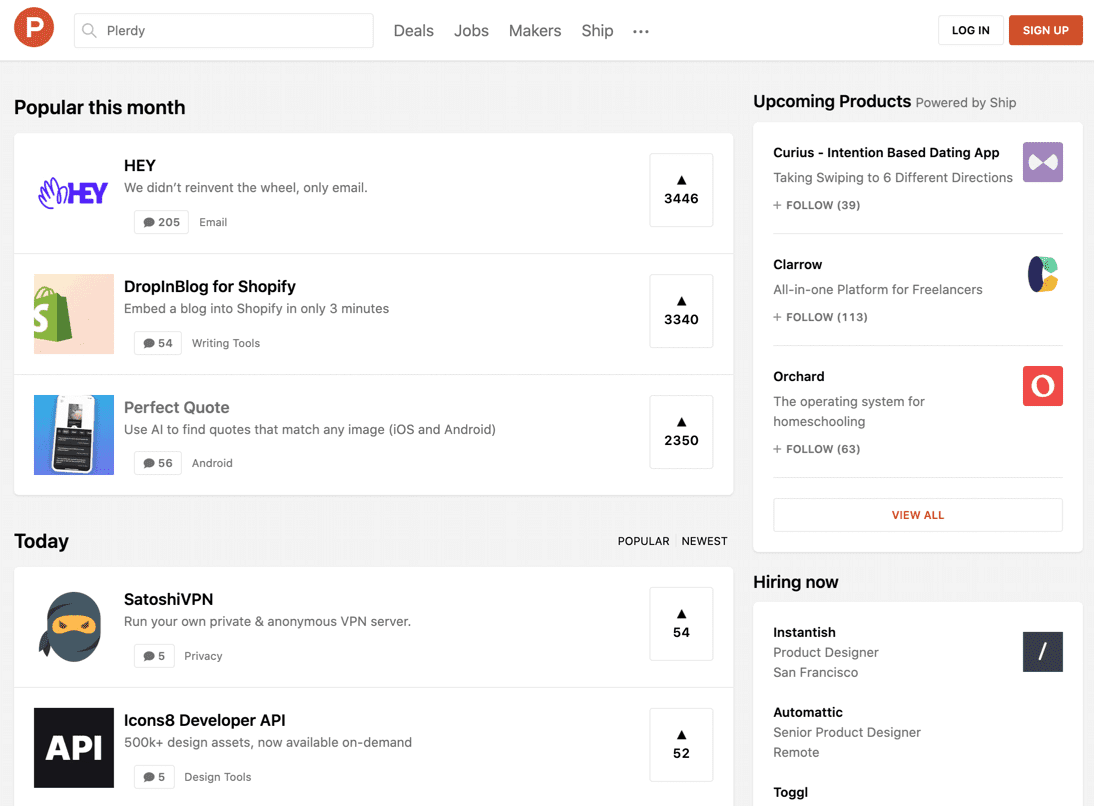 P
Plerdy
Deals
Jobs
Makers
Ship
...
LOG IN
SIGN UP
Popular this month
HEY
HEY
We didn’t reinvent the wheel, only email.
205
Email
3446
S
DropInBlog for Shopify
Embed a blog into Shopify in only 3 minutes
54
Writing Tools
3340
Perfect Quote
Use AI to find quotes that match any image (iOS and Android)
56
Android
2350
Today
POPULAR
NEWEST
SatoshiVPN
Run your own private & anonymous VPN server.
5
Privacy
54
API
Icons8 Developer API
500k+ design assets, now available on-demand
5
Design Tools
52
Upcoming Products Powered by Ship
Curius - Intention Based Dating App
Taking Swiping to 6 Different Directions
+ FOLLOW (39)
Clarrow
All-in-one Platform for Freelancers
+ FOLLOW (113)
Orchard
The operating system for
homeschooling
+ FOLLOW (63)
VIEW ALL
Hiring now
Instantish
Product Designer
San Francisco
/
Automattic
Senior Product Designer
Remote
Toggl